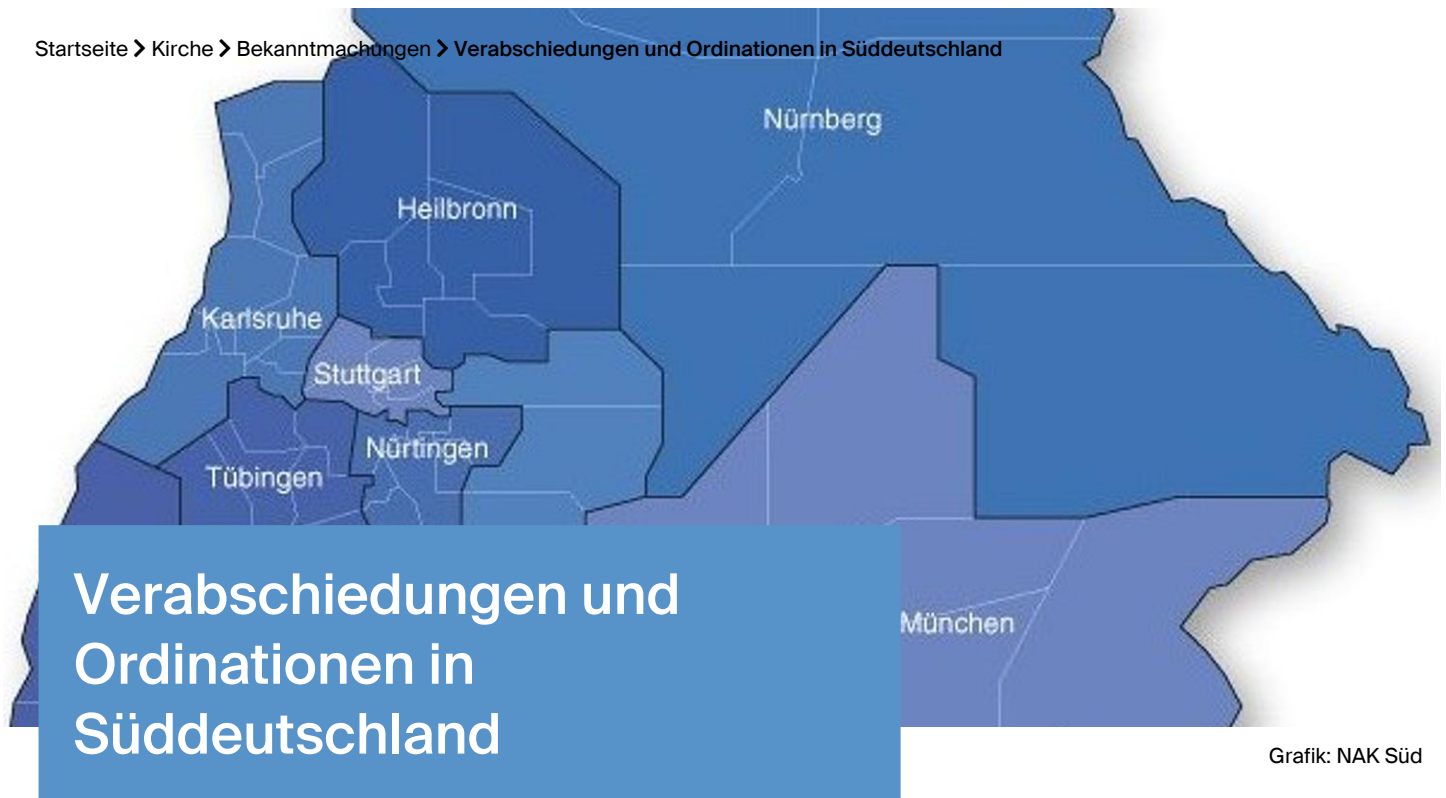 Startseite > Kirche > Bekanntmachungen > Verabschiedungen und Ordinationen in Süddeutschland
Nürnberg
Heilbronn
Karlsruhe
Stuttgart
Nürtingen
Tübingen
München
Verabschiedungen und
Ordinationen in
Süddeutschland
Grafik: NAK Süd